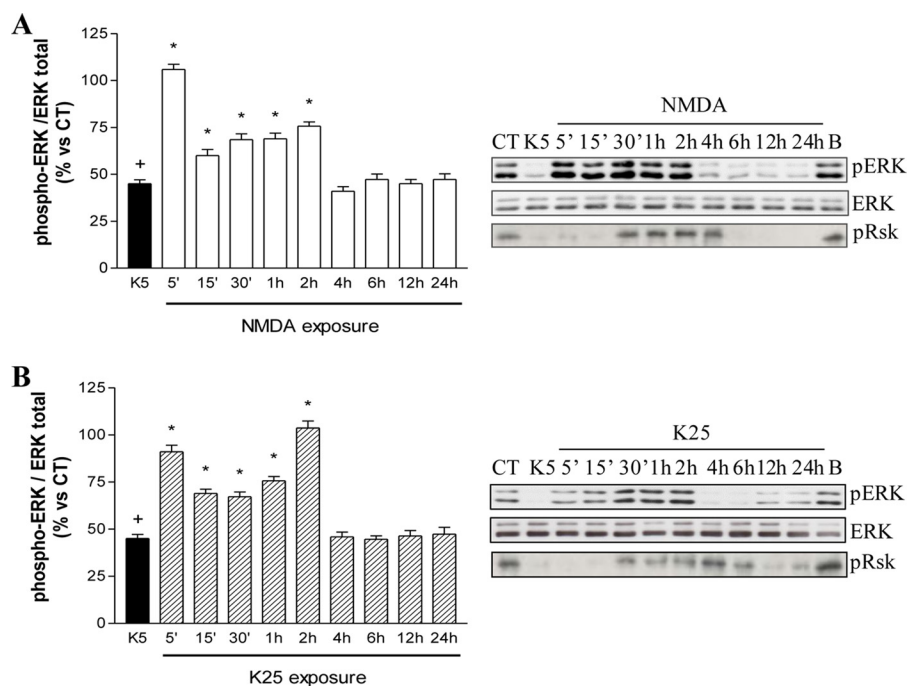 A
phospho-ERK /ERK total
(% vs CT)
125
100
75
50
25
0
+
*
*
*
*
*
K5 5' 15' 30' 1h 2h 4h 6h 12h 24h
NMDA exposure
NMDA
CT K5 5’ 15’ 30’ 1h 2h 4h 6h 12h 24h B
pERK
ERK
pRsk
B
phospho-ERK / ERK total
(% vs CT)
125
100
75
50
25
0
+
*
*
*
*
*
K5 5' 15' 30' 1h 2h 4h 6h 12h 24h
K25 exposure
K25
CT K5 5’ 15’ 30’ 1h 2h 4h 6h 12h 24h B
pERK
ERK
pRsk